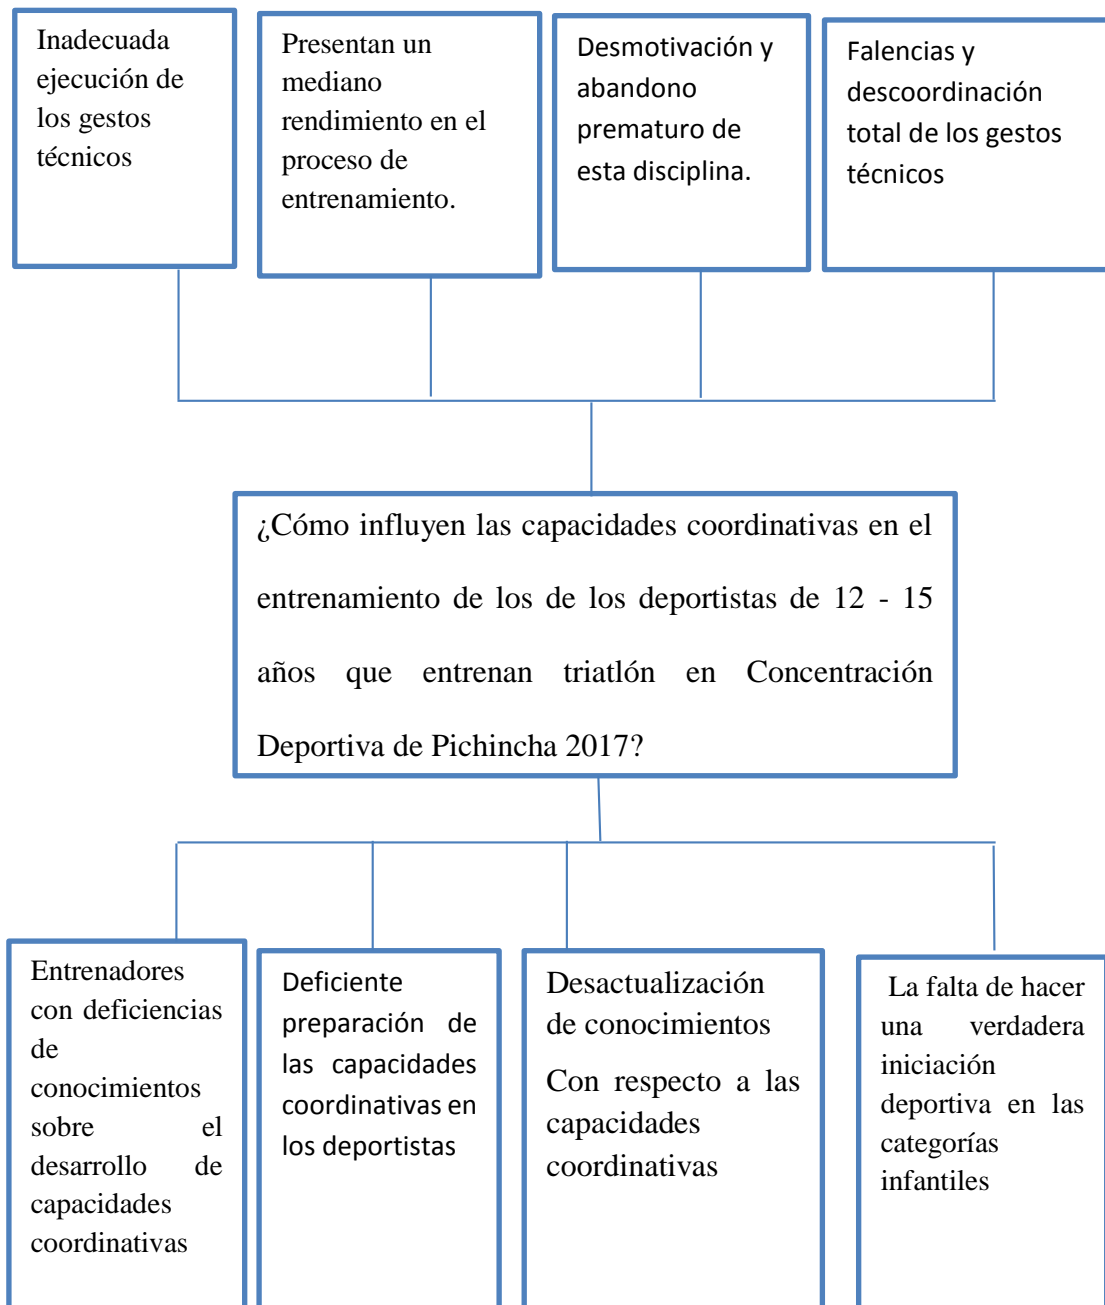 Inadecuada
ejecución de
los gestos
técnicos
Presentan un
mediano
rendimiento en el
proceso de
entrenamiento.
Desmotivación y
abandono
prematuro de
esta disciplina.
Falencias y
descoordinación
total de los gestos
técnicos
¿Cómo influyen las capacidades coordinativas en el
entrenamiento de los de los deportistas de 12 - 15
años que entrenan triatlón en Concentración
Deportiva de Pichincha 2017?
Entrenadores
con deficiencias
de
conocimientos
sobre el
desarrollo de
capacidades
coordinativas
Deficiente
preparación de
las capacidades
coordinativas en
los deportistas
Desactualización
de conocimientos
Con respecto a las
capacidades
coordinativas
La falta de hacer
una verdadera
iniciación
deportiva en las
categorías
infantiles